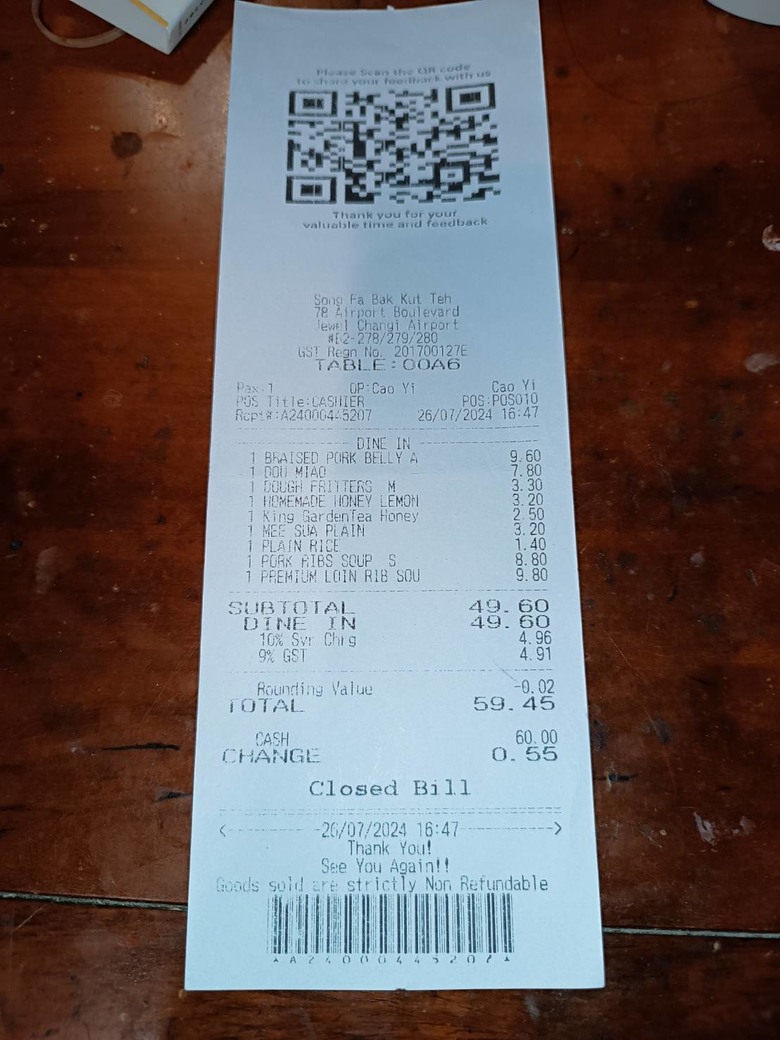 Please Scan the QR code
to share your feedback with us
Thank you for your
valuable time and feedback
Song Fa Bak Kut Teh
78 Airport Boulevard
Jewel Changi Airport
#B2-278/279/280
GST Regn No. 201700127E
TABLE:00A6
Pax:1 OP:Cao Yi Cao Yi
POS Title:CASHIER POS:POS010
Rcpt#:A24000445207 26/07/2024 16:47
DINE IN
1 BRAISED PORK BELLY A 9.60
1 DOU MIAO 7.80
1 DOUGH FRITTERS M 3.30
1 HOMEMADE HONEY LEMON 3.20
1 King GardenTea Honey 2.50
1 MEE SUA PLAIN 3.20
1 PLAIN RICE 1.40
1 PORK RIBS SOUP S 8.80
1 PREMIUM LOIN RIB SOU 9.80
SUBTOTAL 49.60
DINE IN 49.60
10% Svr Chrg 4.96
9% GST 4.91
Rounding Value -0.02
TOTAL 59.45
CASH 60.00
CHANGE 0.55
Closed Bill
<-26/07/2024 16:47->
Thank You!
See You Again!!
Goods sold are strictly Non Refundable
A24000445207